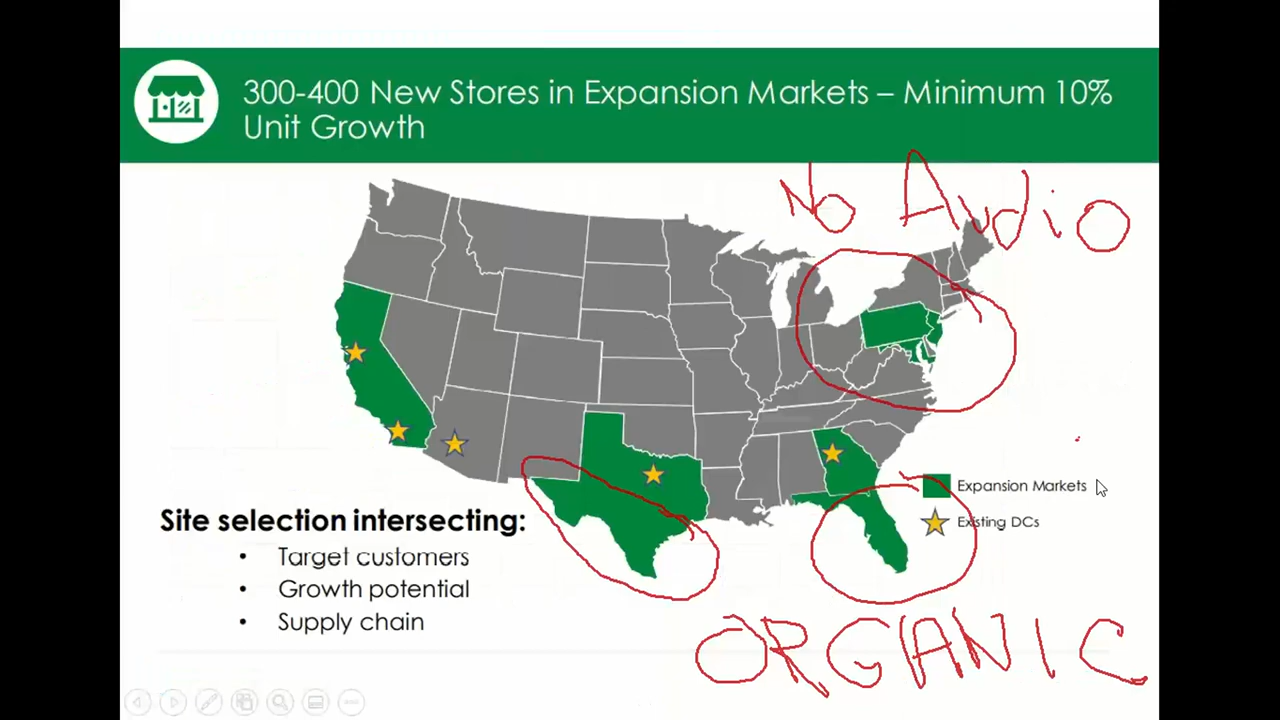 300-400 New Stores in Expansion Markets – Minimum 10%
Unit Growth
No Audio
Expansion Markets
Existing DCs
Site selection intersecting:
• Target customers
• Growth potential
• Supply chain
ORGANIC